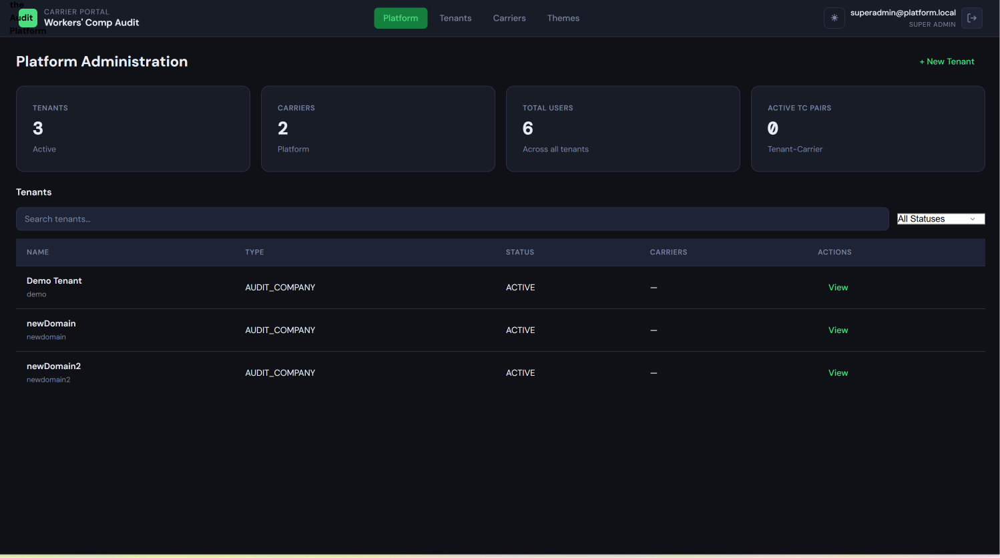 the
Audit
Platform
CARRIER PORTAL
Workers' Comp Audit
Platform
Tenants
Carriers
Themes
superadmin@platform.local
SUPER ADMIN
Platform Administration
+ New Tenant
TENANTS
3
Active
CARRIERS
2
Platform
TOTAL USERS
6
Across all tenants
ACTIVE TC PAIRS
0
Tenant-Carrier
Tenants
Search tenants...
All Statuses
NAME TYPE STATUS CARRIERS ACTIONS
Demo Tenant
demo
AUDIT_COMPANY ACTIVE — View
newDomain
newdomain
AUDIT_COMPANY ACTIVE — View
newDomain2
newdomain2
AUDIT_COMPANY ACTIVE — View